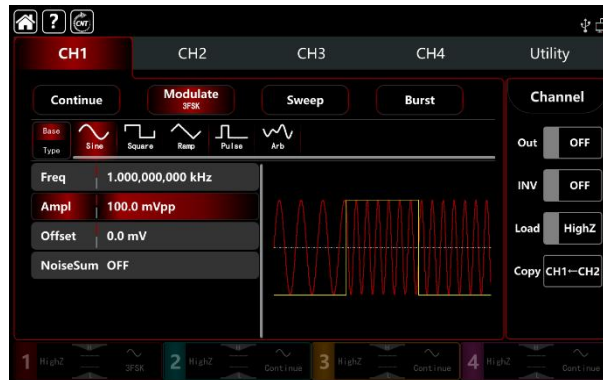 ? CNT
CH1 CH2 CH3 CH4 Utility
Continue Modulate Sweep Burst Channel
3FSK
Base
Type Sine Square Ramp Pulse Arb
Out OFF
Freq 1.000,000,000 kHz
INV OFF
Ampl 100.0 mVpp
Offset 0.0 mV
Load HighZ
NoiseSum OFF
Copy CH1←CH2
1 HighZ 3FSK 2 HighZ Continue 3 HighZ Continue 4 HighZ Continue